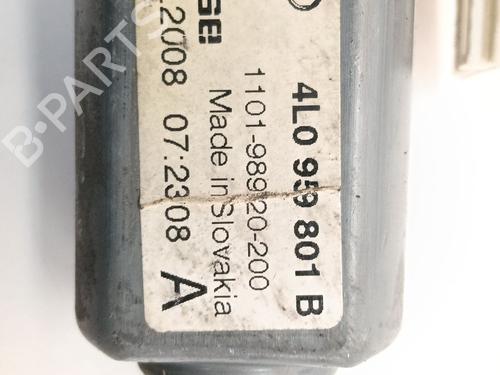 4L0 959 801 B
1101-98920-200
Made in Slovakia
2008 07:2308
A
B-PARTS